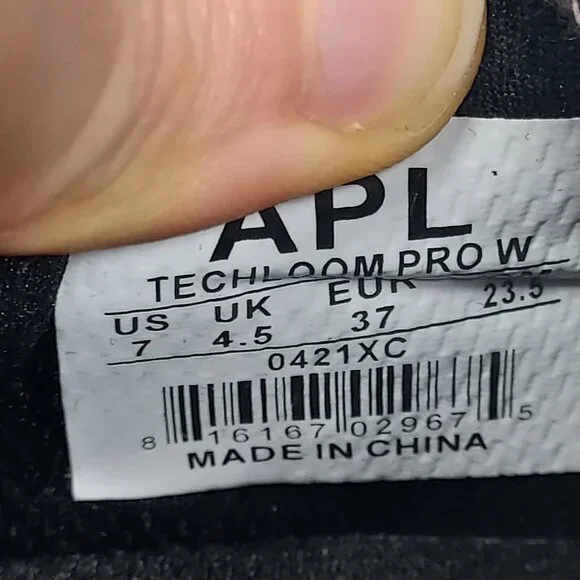 APL
TECHLOOM PRO W
US UK EUR
7 4.5 37 23.5
0421XC
8 16167 02967 5
MADE IN CHINA